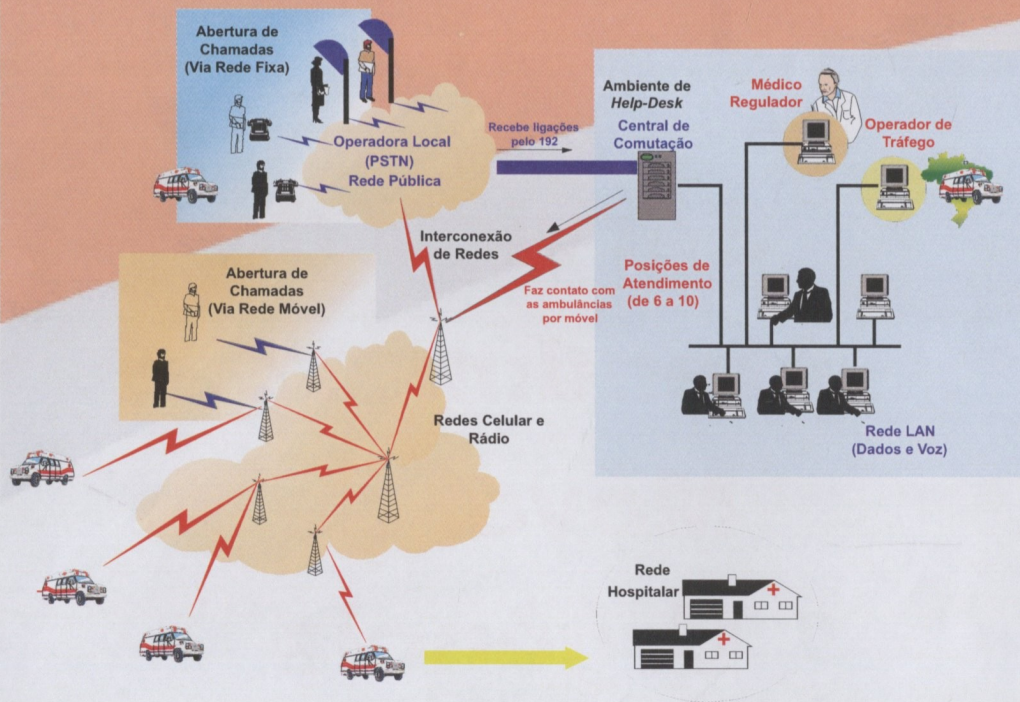 Abertura de
Chamadas
(Via Rede Fixa)
Operadora Local
(PSTN)
Rede Pública
Recebe ligações
pelo 192
Ambiente de
Help-Desk
Central de
Comutação
Médico
Regulador
Operador de
Tráfego
Interconexão
de Redes
Faz contato com
as ambulâncias
por móvel
Posições de
Atendimento
(de 6 a 10)
Abertura de
Chamadas
(Via Rede Móvel)
Redes Celular e
Rádio
Rede LAN
(Dados e Voz)
Rede
Hospitalar